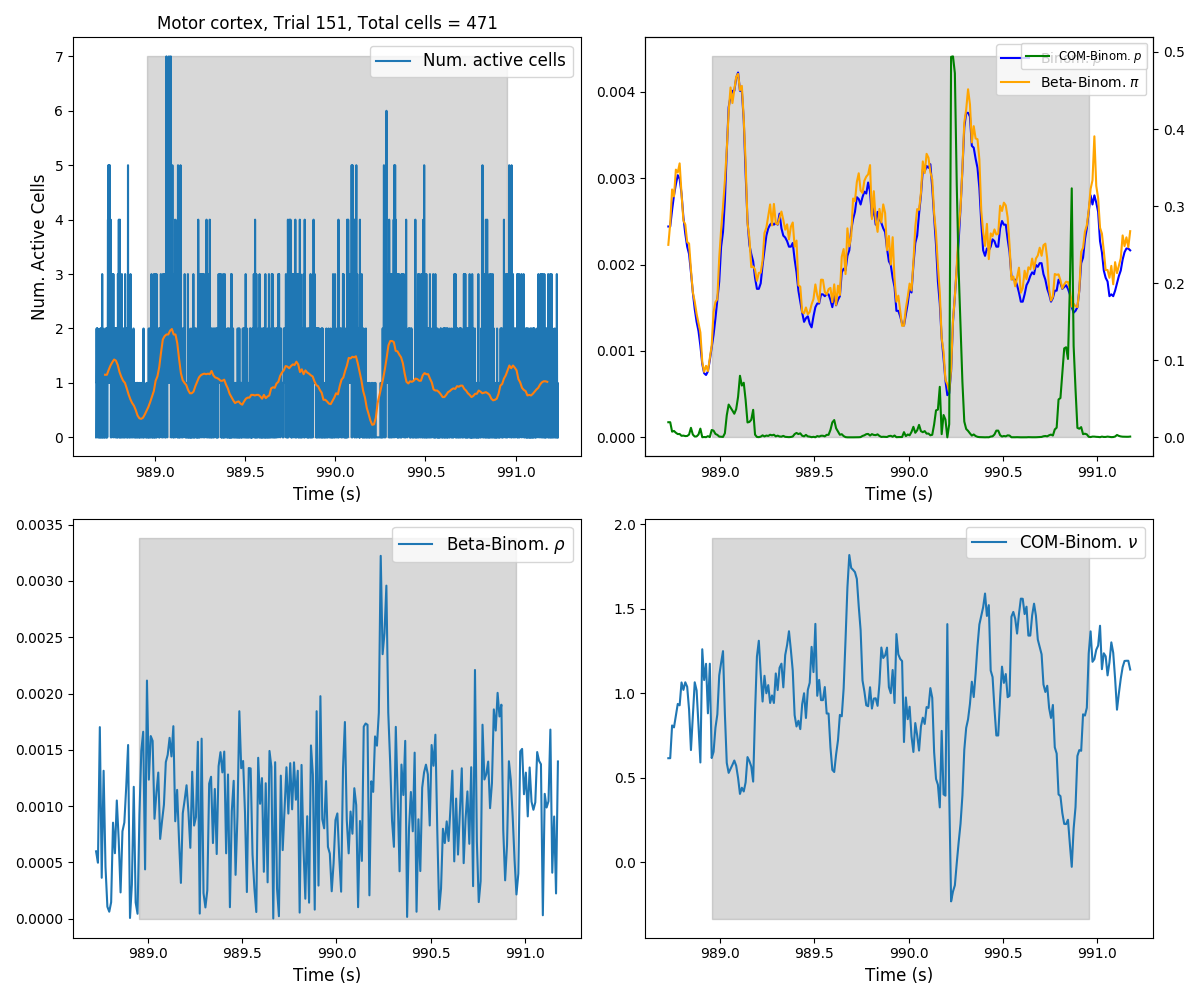 Motor cortex, Trial 151, Total cells = 471
Num. active cells
Num. Active Cells
7
6
5
4
3
2
1
0
989.0 989.5 990.0 990.5 991.0
Time (s)
COM-Binom. p
Beta-Binom. π
0.004
0.003
0.002
0.001
0.000
0.5
0.4
0.3
0.2
0.1
0.0
989.0 989.5 990.0 990.5 991.0
Time (s)
Beta-Binom. ρ
0.0035
0.0030
0.0025
0.0020
0.0015
0.0010
0.0005
0.0000
989.0 989.5 990.0 990.5 991.0
Time (s)
COM-Binom. ν
2.0
1.5
1.0
0.5
0.0
989.0 989.5 990.0 990.5 991.0
Time (s)